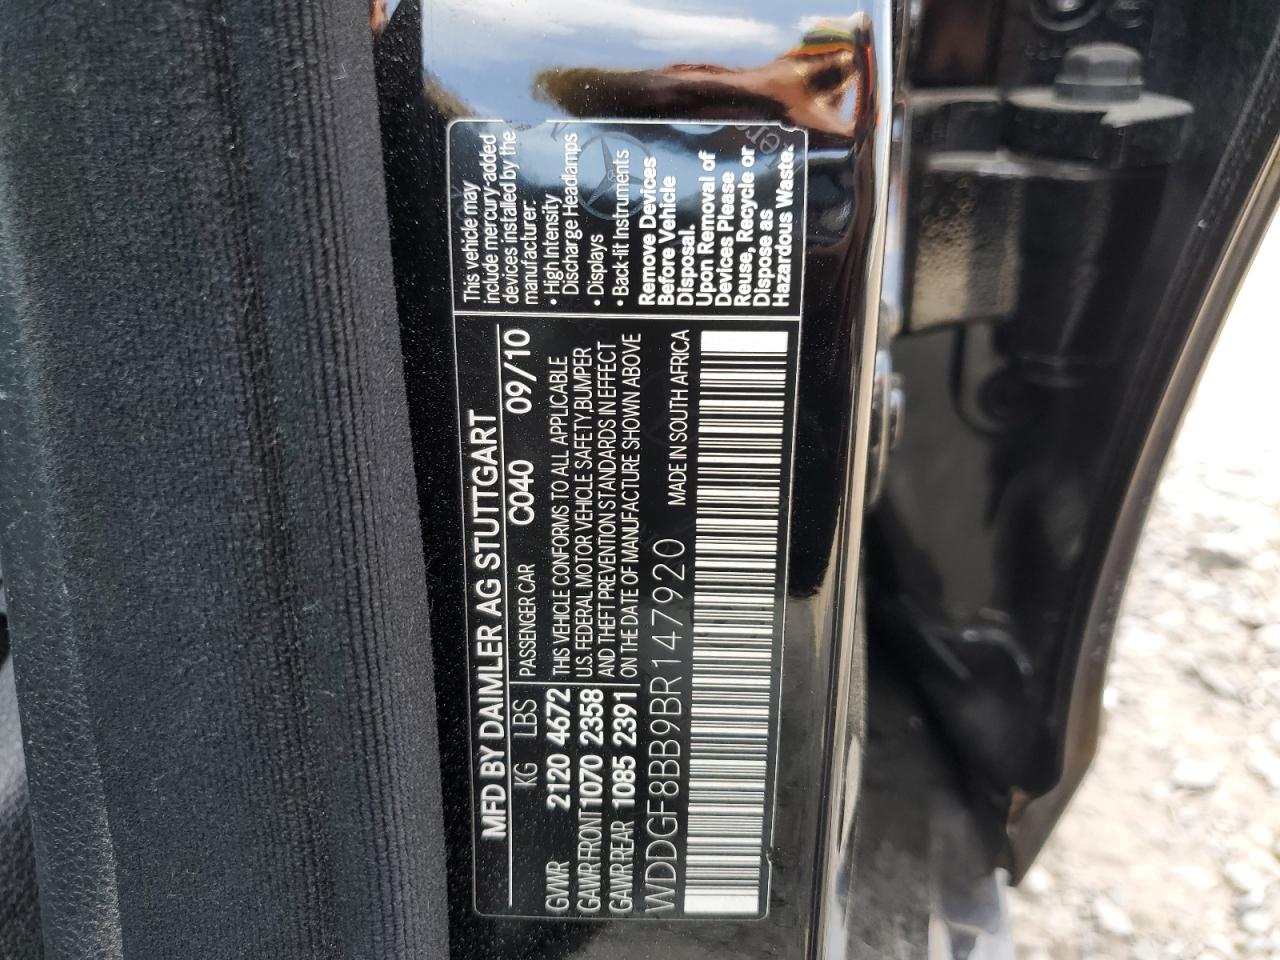 MFD BY DAIMLER AG STUTTGART
KG LBS PASSENGER CAR C040 09/10
GVWR 2120 4672
GAWR FRONT 1070 2358
GAWR REAR 1085 2391
THIS VEHICLE CONFORMS TO ALL APPLICABLE
U.S. FEDERAL MOTOR VEHICLE SAFETY,BUMPER
AND THEFT PREVENTION STANDARDS IN EFFECT
ON THE DATE OF MANUFACTURE SHOWN ABOVE
WDDGF8BB9BR147920 MADE IN SOUTH AFRICA
This vehicle may
include mercury-added
devices installed by the
manufacturer:
• High Intensity
Discharge Headlamps
• Displays
• Back-lit Instruments
Remove Devices
Before Vehicle
Disposal.
Upon Removal of
Devices Please
Reuse, Recycle or
Dispose as
Hazardous Waste.